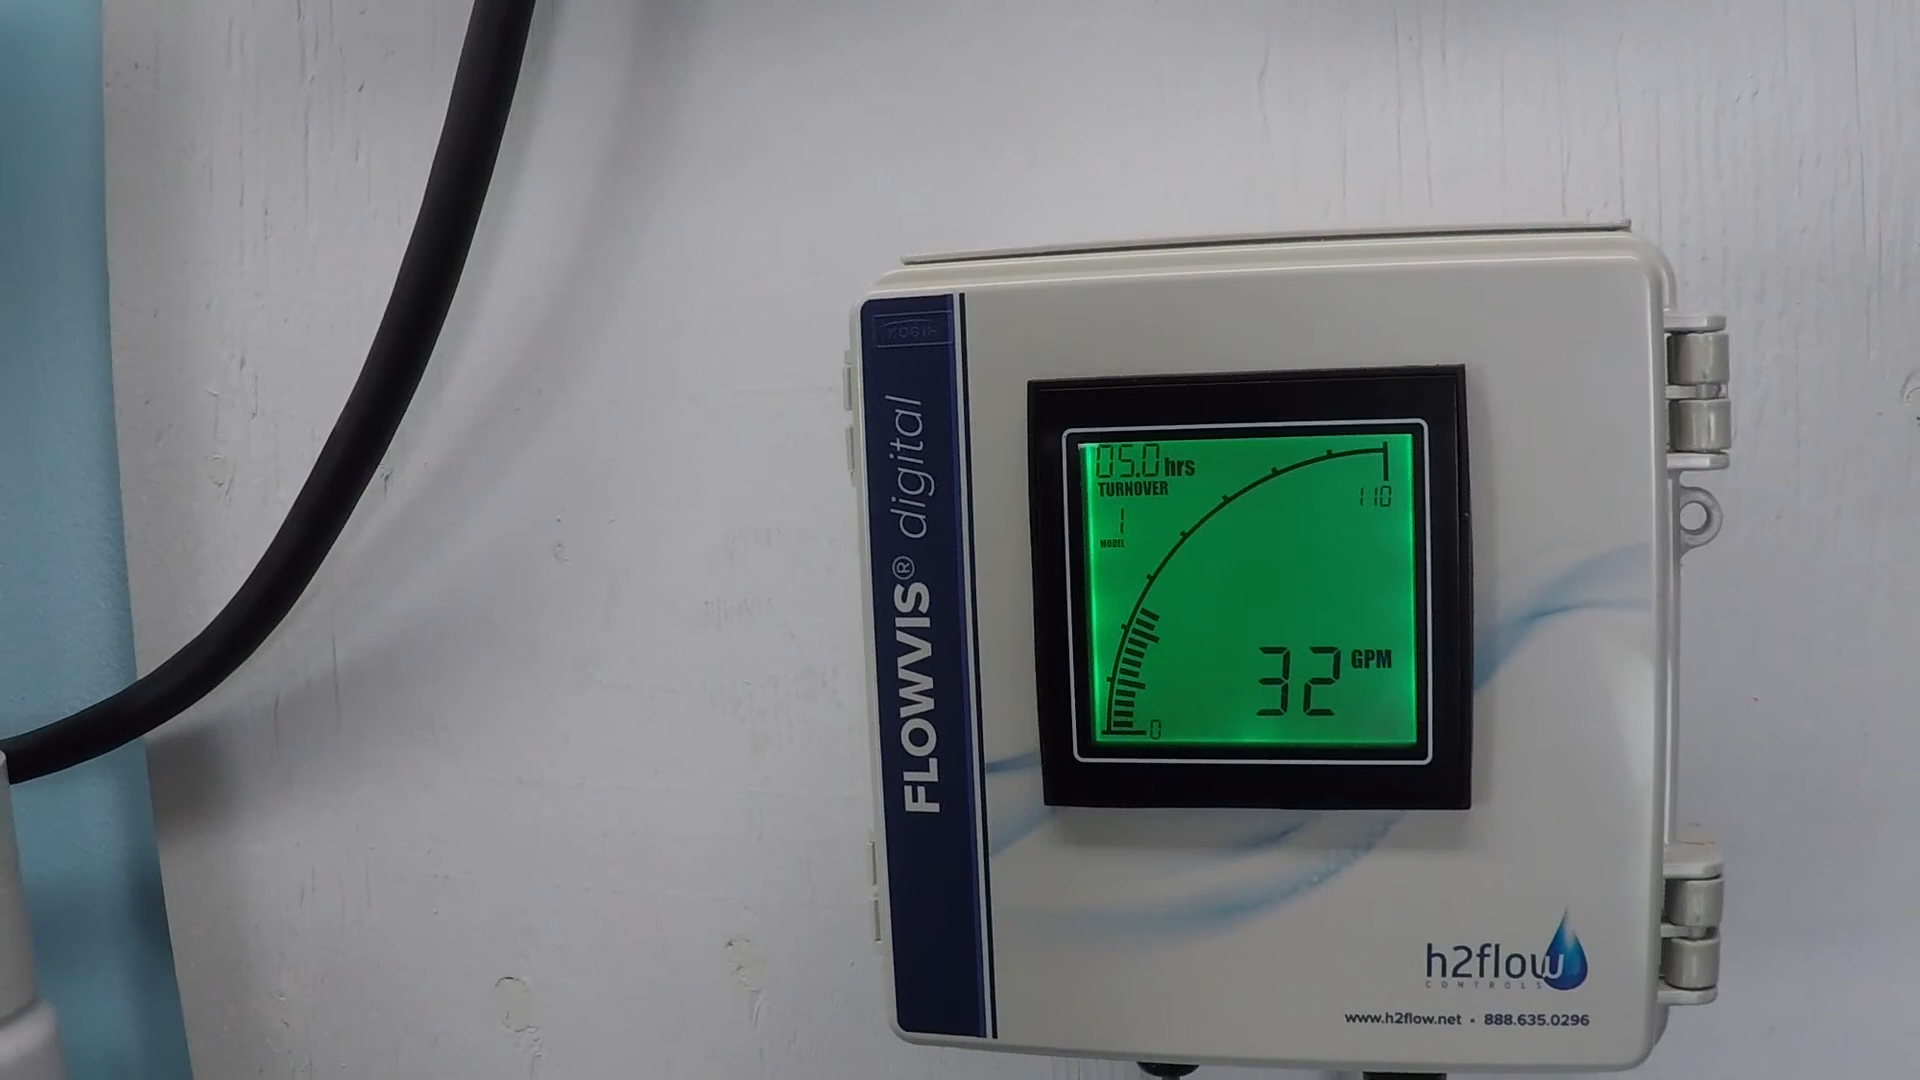 FLOWVIS® digital
05.0 hrs
TURNOVER
1
MODEL
110
32 GPM
0
h2flow
CONTROLS
www.h2flow.net • 888.635.0296